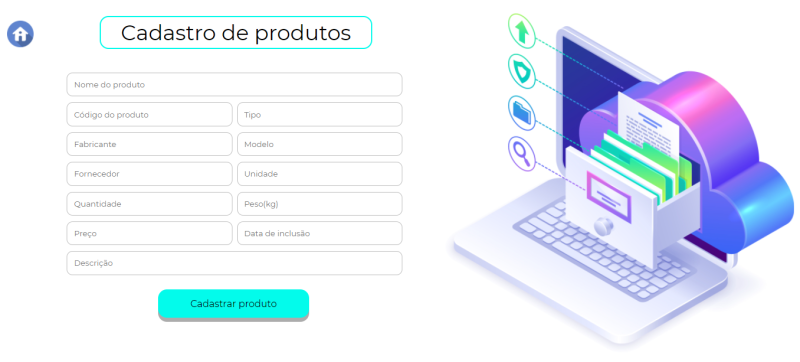 Cadastro de produtos
Nome do produto
Código do produto
Tipo
Fabricante
Modelo
Fornecedor
Unidade
Quantidade
Peso(kg)
Preço
Data de inclusão
Descrição
Cadastrar produto